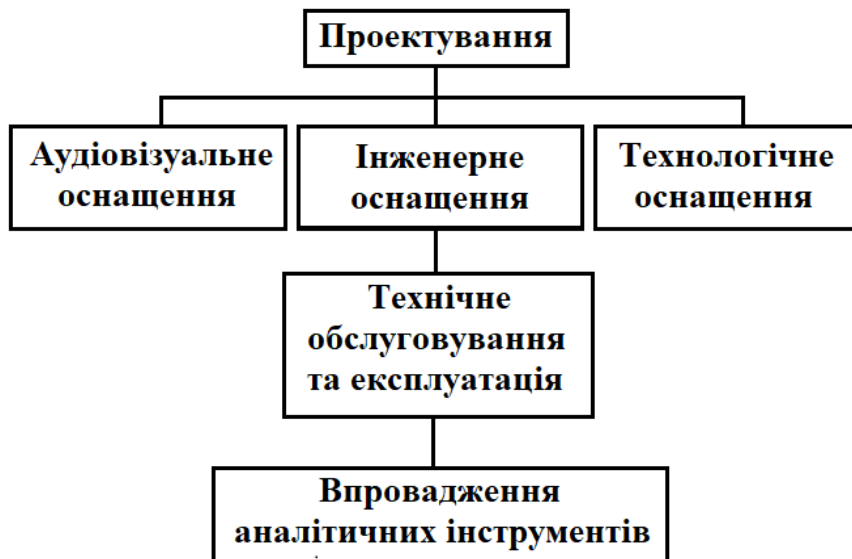 Проектування
Аудіовізуальне
оснащення
Інженерне
оснащення
Технологічне
оснащення
Технічне
обслуговування
та експлуатація
Впровадження
аналітичних інструментів